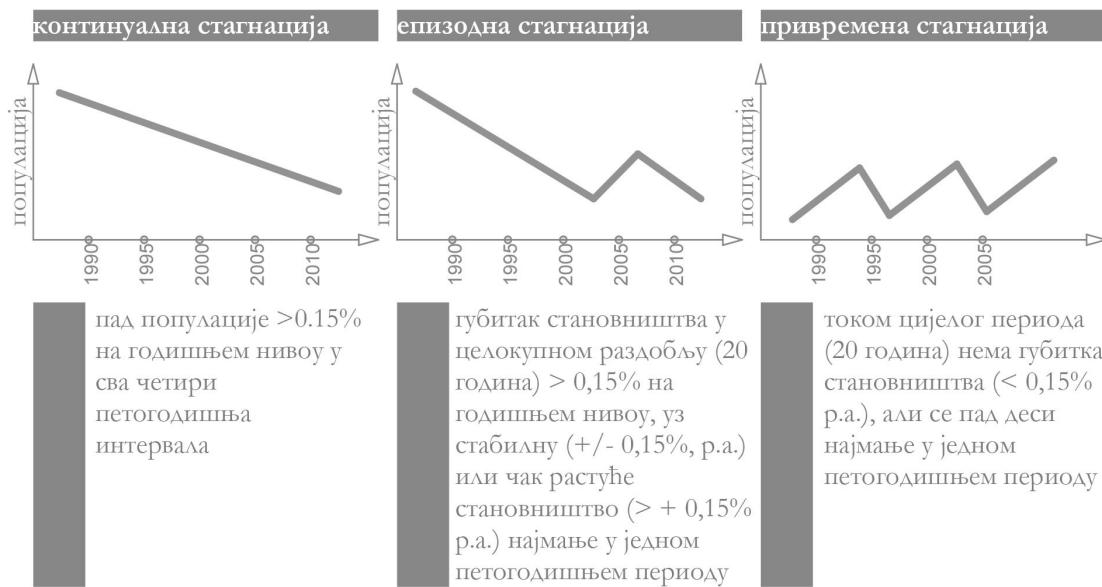 континуална стагнација
популација
1990
1995
2000
2005
2010
пад популације >0.15%
на годишњем нивоу у
сва четири
петогодишња
интервала
епизодна стагнација
популација
1990
1995
2000
2005
2010
губитак становништва у
целокупном раздобљу (20
година) > 0,15% на
годишњем нивоу, уз
стабилну (+/- 0,15%, р.а.)
или чак растуће
становништво (> + 0,15%
р.а.) најмање у једном
петогодишњем периоду
привремена стагнација
популација
1990
1995
2000
2005
током цијелог периода
(20 година) нема губитка
становништва (< 0,15%
р.а.), али се пад деси
најмање у једном
петогодишњем периоду